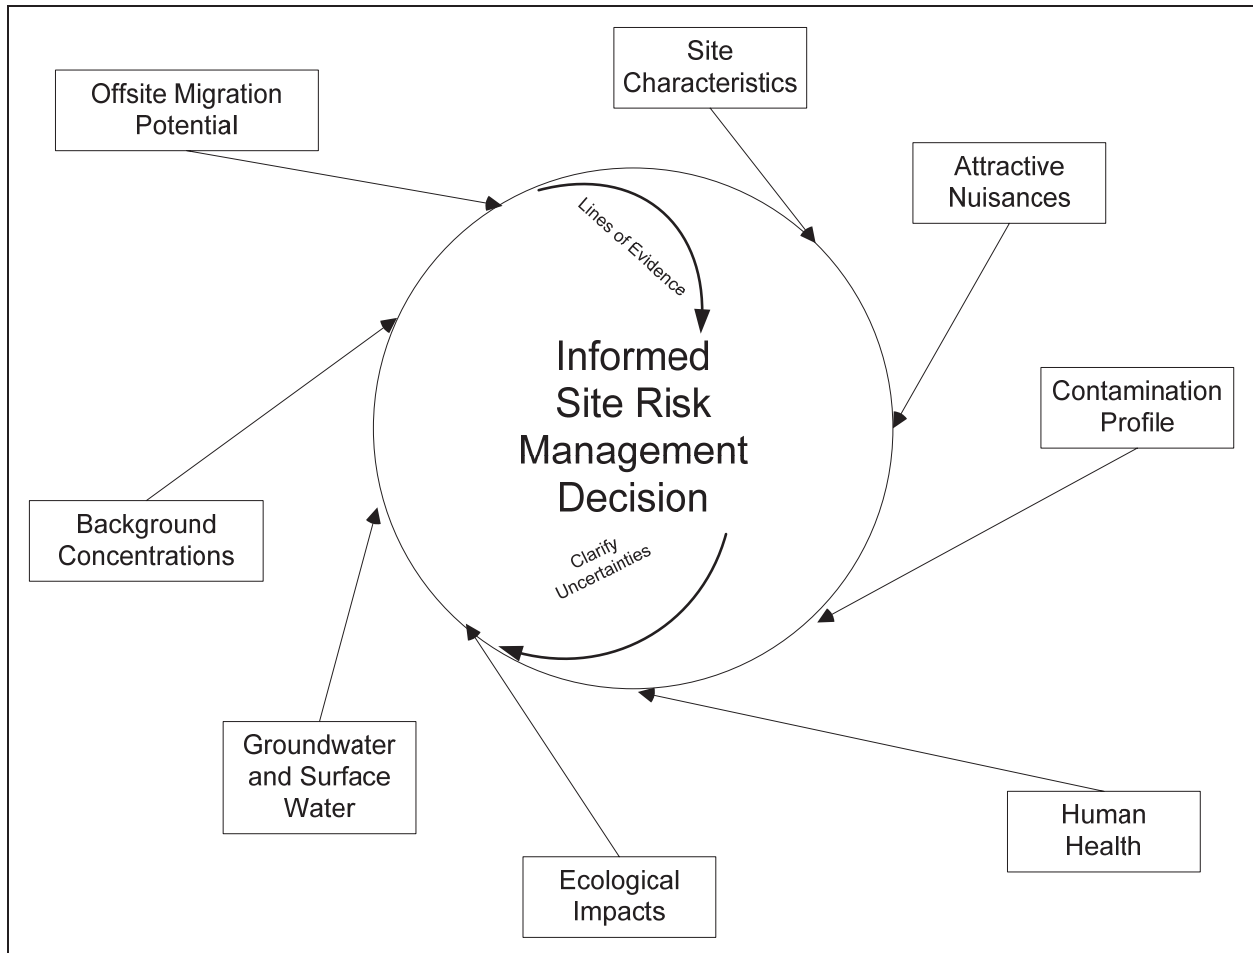 Site
Characteristics
Offsite Migration
Potential
Attractive
Nuisances
Lines of Evidence
Informed
Site Risk
Management
Decision
Contamination
Profile
Background
Concentrations
Clarify
Uncertainties
Groundwater
and Surface
Water
Human
Health
Ecological
Impacts